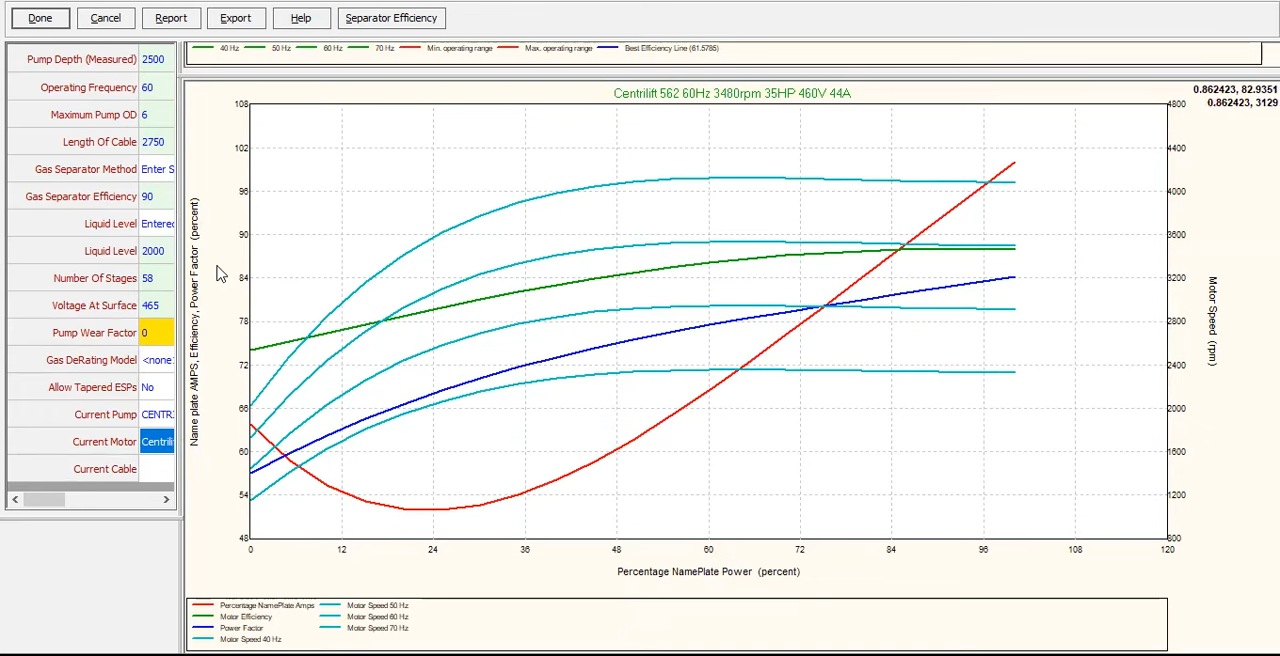 Done Cancel Report Export Help Separator Efficiency
Pump Depth (Measured) 2500
Operating Frequency 60
Maximum Pump OD 6
Length Of Cable 2750
Gas Separator Method Enter S
Gas Separator Efficiency 90
Liquid Level Entered
Liquid Level 2000
Number Of Stages 58
Voltage At Surface 465
Pump Wear Factor 0
Gas DeRating Model <none>
Allow Tapered ESPs No
Current Pump CENTR
Current Motor Centrili
Current Cable
40 Hz 50 Hz 60 Hz 70 Hz Min. operating range Max. operating range Best Efficiency Line (61.5785)
Centrilift 562 60Hz 3480rpm 35HP 460V 44A
0.862423, 82.9351
0.862423, 3129
Name plate AMPS, Efficiency, Power Factor (percent)
108
102
96
90
84
78
72
66
60
54
48
4800
4400
4000
3600
3200
2800
2400
2000
1600
1200
800
Motor Speed (rpm)
0 12 24 36 48 60 72 84 96 108 120
Percentage NamePlate Power (percent)
Percentage NamePlate Amps
Motor Efficiency
Power Factor
Motor Speed 40 Hz
Motor Speed 50 Hz
Motor Speed 60 Hz
Motor Speed 70 Hz